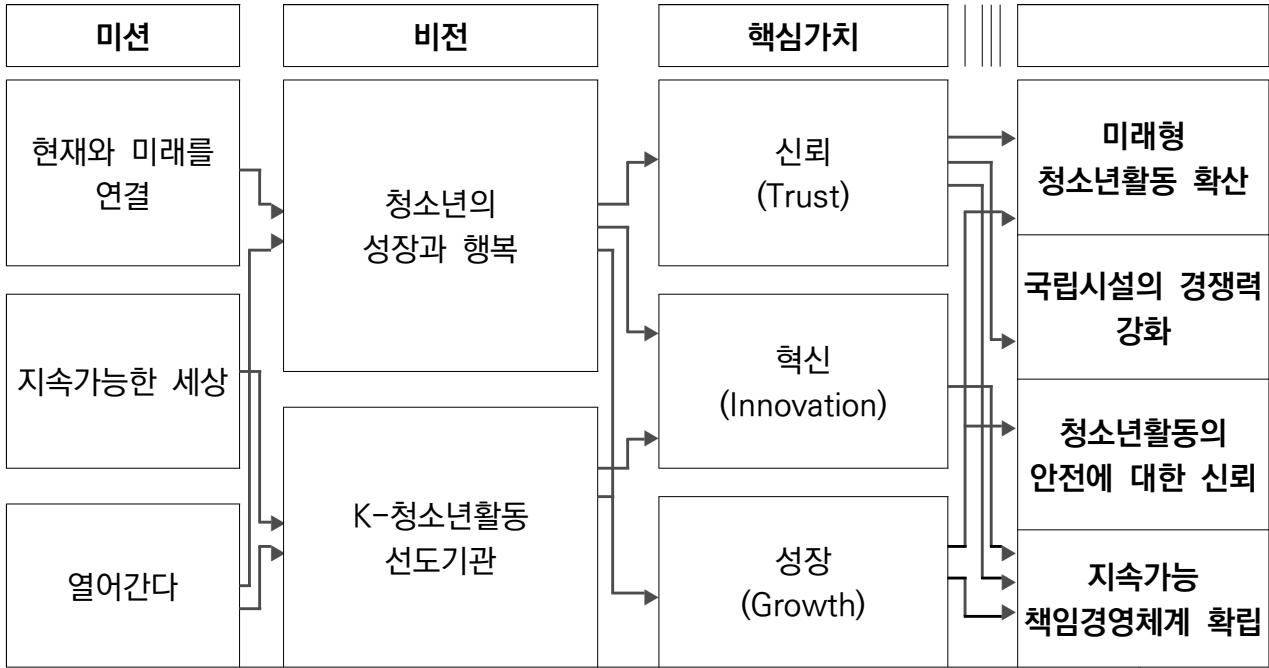 미션
비전
핵심가치
현재와 미래를
연결
지속가능한 세상
열어간다
청소년의
성장과 행복
K-청소년활동
선도기관
신뢰
(Trust)
혁신
(Innovation)
성장
(Growth)
미래형
청소년활동 확산
국립시설의 경쟁력
강화
청소년활동의
안전에 대한 신뢰
지속가능
책임경영체계 확립